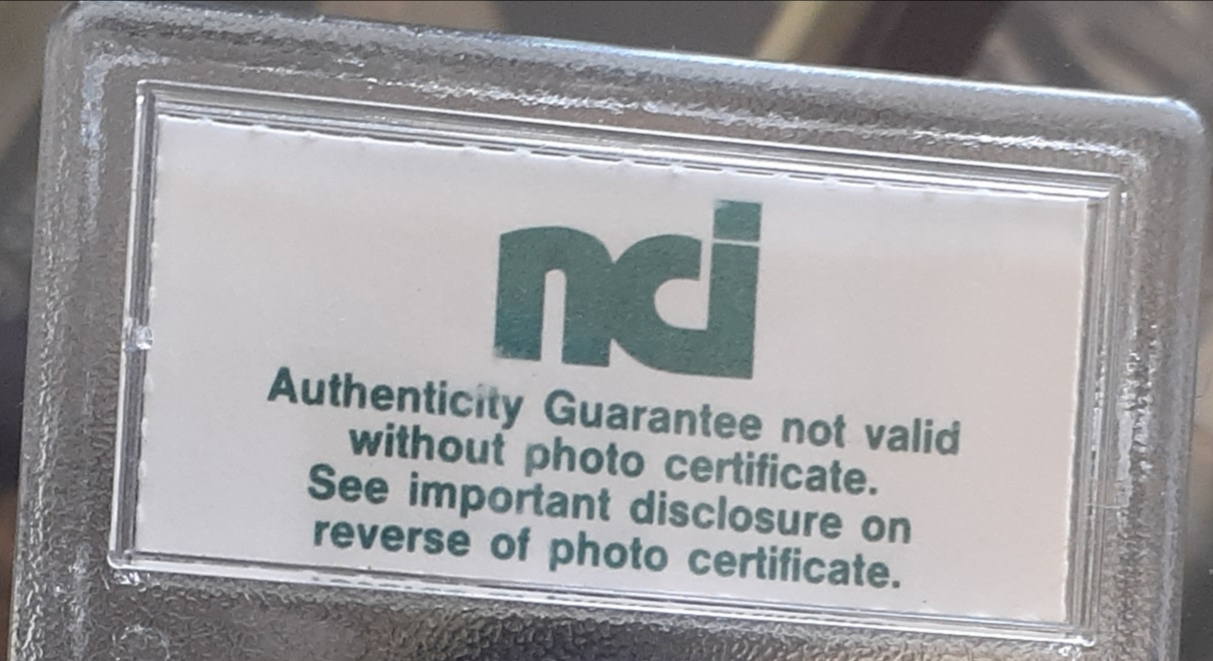 nci
Authenticity Guarantee not valid
without photo certificate.
See important disclosure on
reverse of photo certificate.